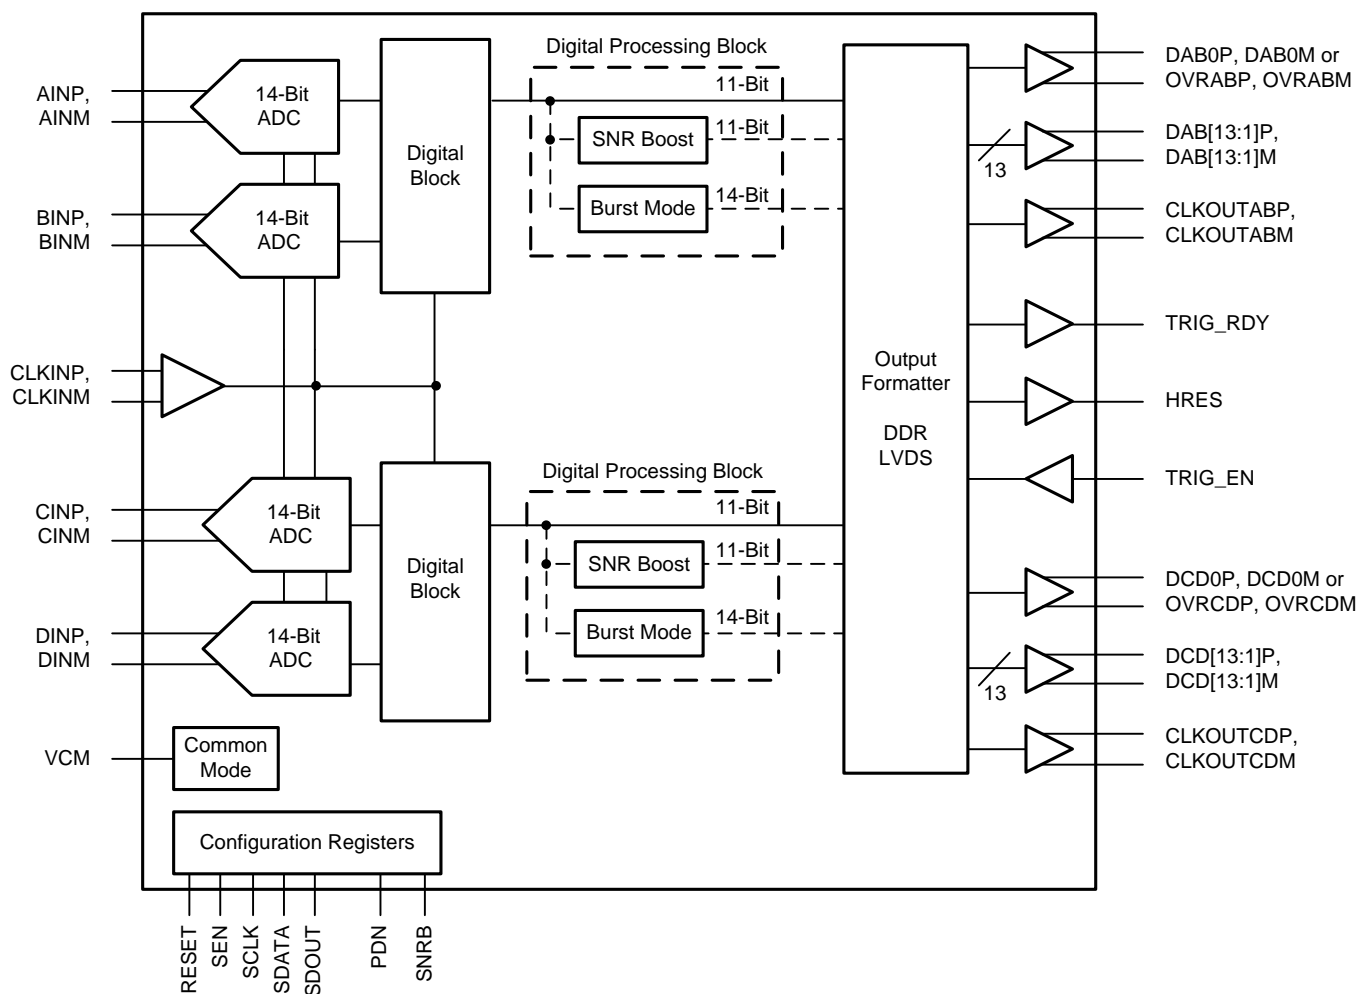 Digital Processing Block
AINP,
AINM
14-Bit
ADC
BINP,
BINM
14-Bit
ADC
Digital
Block
11-Bit
SNR Boost
11-Bit
Burst Mode
14-Bit
CLKINP,
CLKINM
CINP,
CINM
14-Bit
ADC
DINP,
DINM
14-Bit
ADC
Digital
Block
Digital Processing Block
11-Bit
SNR Boost
11-Bit
Burst Mode
14-Bit
Output
Formatter
DDR
LVDS
DAB0P, DAB0M or
OVRABP, OVRABM
13
DAB[13:1]P,
DAB[13:1]M
CLKOUTABP,
CLKOUTABM
TRIG_RDY
HRES
TRIG_EN
DCD0P, DCD0M or
OVRCDP, OVRCDM
13
DCD[13:1]P,
DCD[13:1]M
CLKOUTCDP,
CLKOUTCDM
VCM
Common
Mode
Configuration Registers
RESET
SEN
SCLK
SDATA
SDOUT
PDN
SNRB